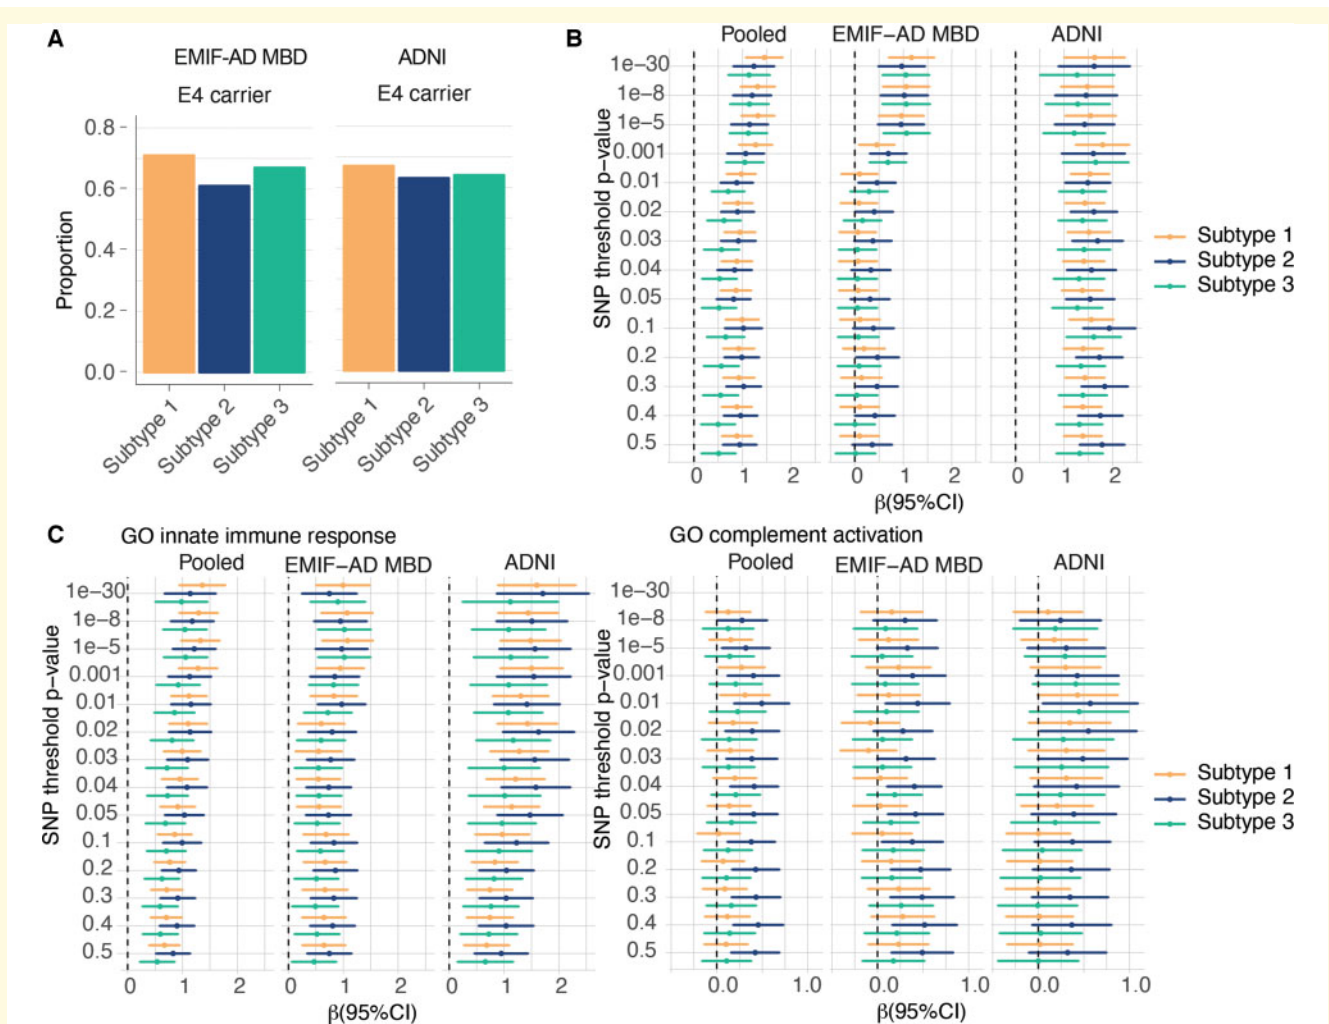 A
EMIF-AD MBD
ADNI
E4 carrier
E4 carrier
Proportion
0.8
0.6
0.4
0.2
0.0
Subtype 1
Subtype 2
Subtype 3
Subtype 1
Subtype 2
Subtype 3
B
Pooled
EMIF–AD MBD
ADNI
SNP threshold p–value
1e–30
1e–8
1e–5
0.001
0.01
0.02
0.03
0.04
0.05
0.1
0.2
0.3
0.4
0.5
0 1 2
0 1 2
0 1 2
β(95%CI)
Subtype 1
Subtype 2
Subtype 3
C
GO innate immune response
Pooled
EMIF–AD MBD
ADNI
SNP threshold p–value
1e–30
1e–8
1e–5
0.001
0.01
0.02
0.03
0.04
0.05
0.1
0.2
0.3
0.4
0.5
0 1 2
0 1 2
0 1 2
β(95%CI)
GO complement activation
Pooled
EMIF–AD MBD
ADNI
SNP threshold p–value
1e–30
1e–8
1e–5
0.001
0.01
0.02
0.03
0.04
0.05
0.1
0.2
0.3
0.4
0.5
0.0 1.0
0.0 1.0
0.0 1.0
β(95%CI)
Subtype 1
Subtype 2
Subtype 3